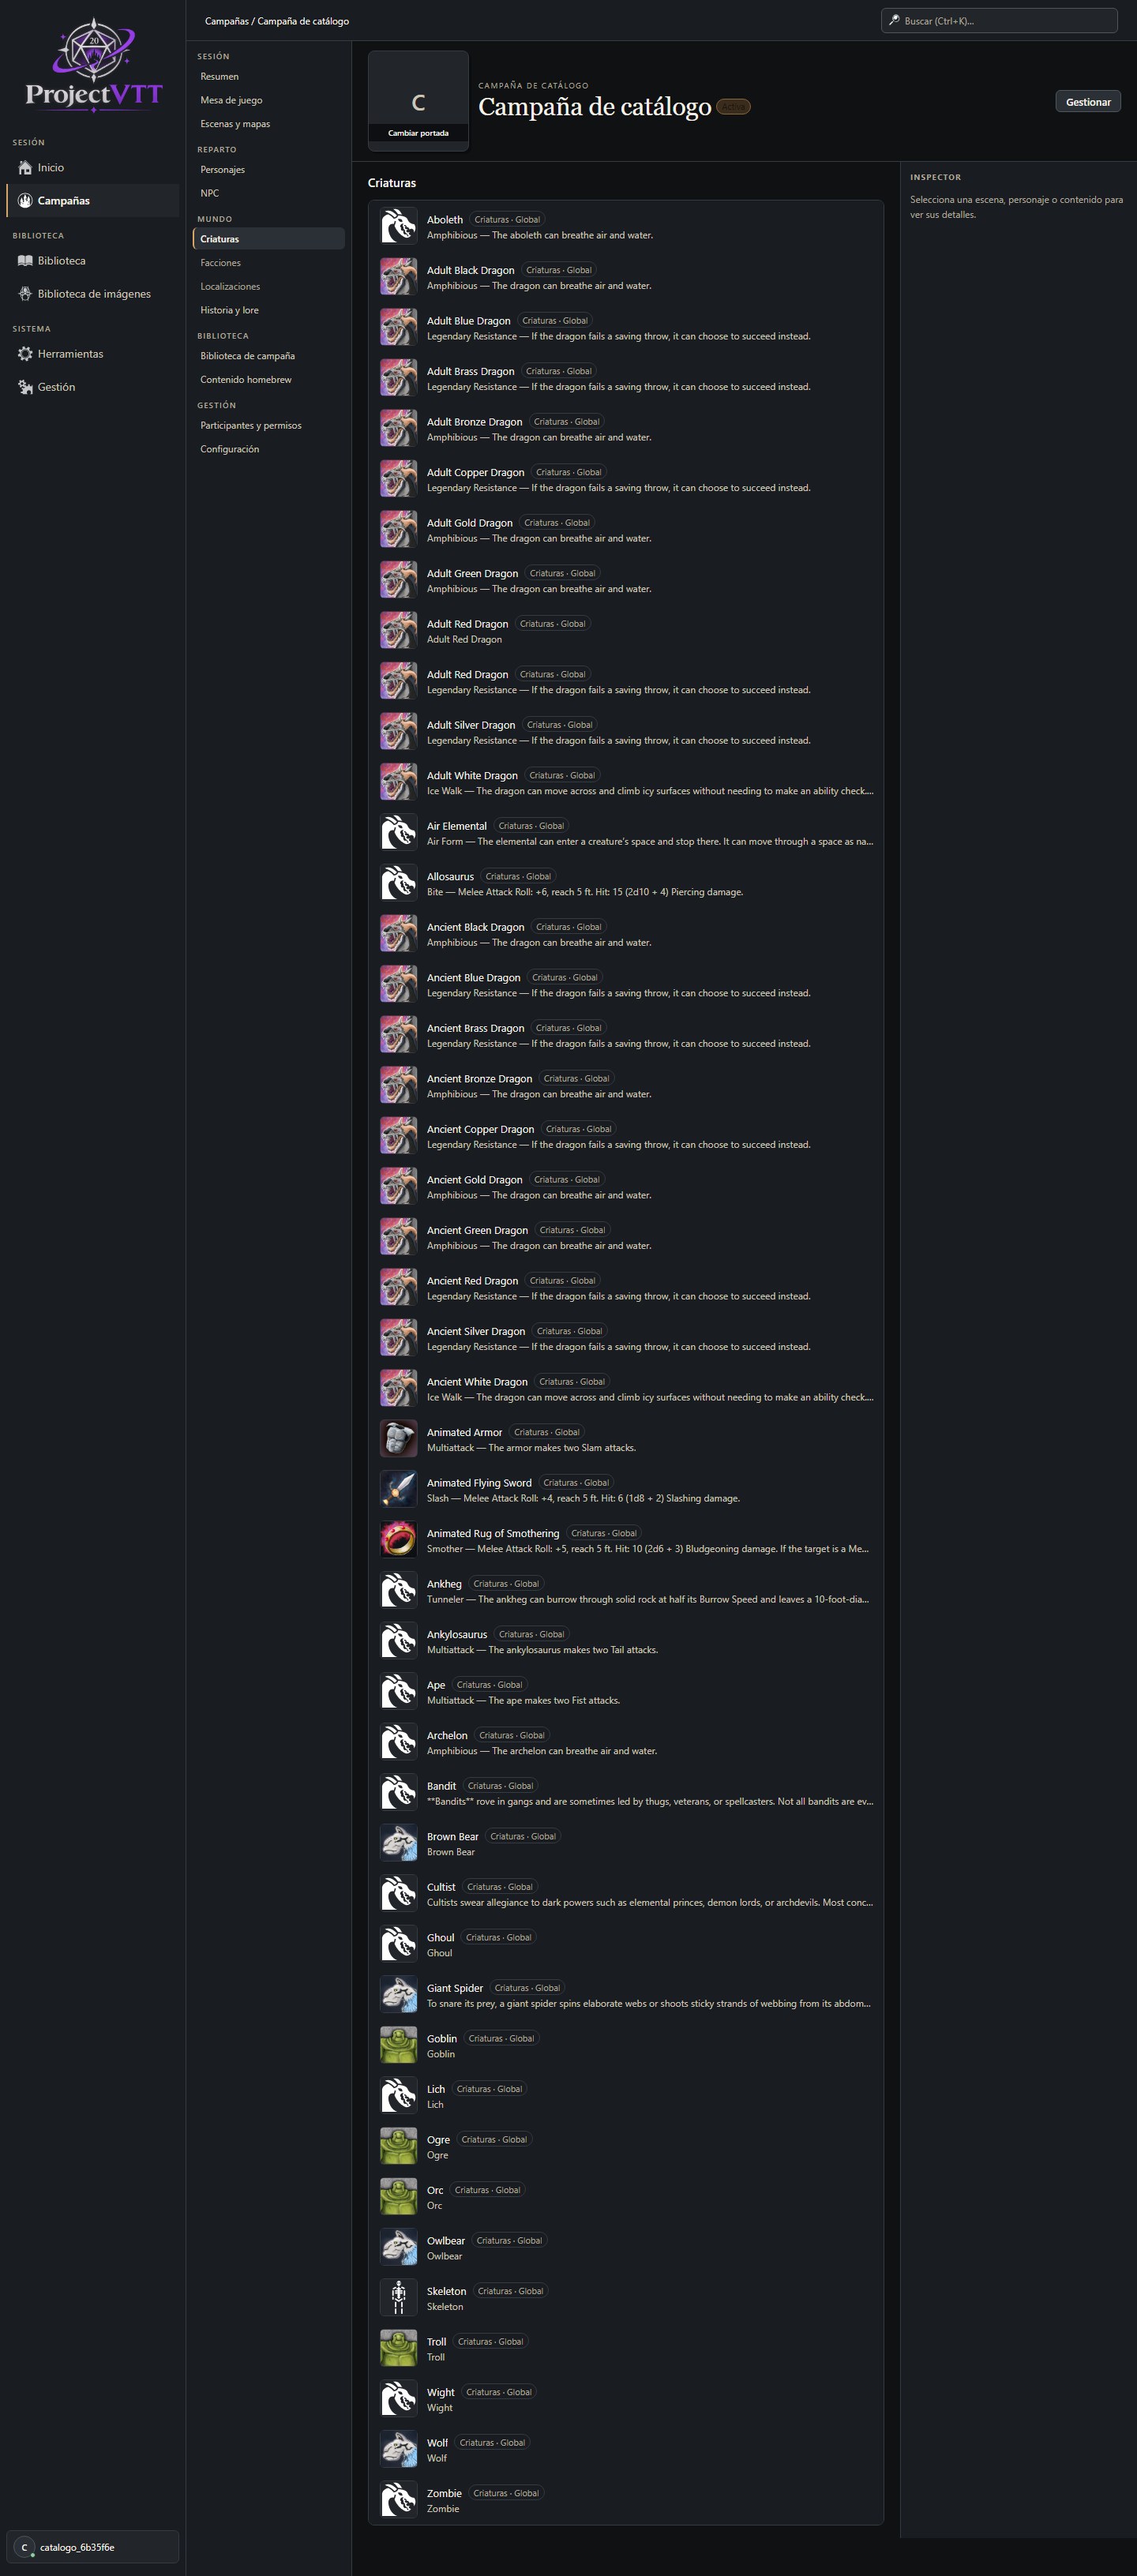 20
ProjectVTT
SESIÓN
Inicio
Campañas
BIBLIOTECA
Biblioteca
Biblioteca de imágenes
SISTEMA
Herramientas
Gestión
C
catalogo_6b35f6e
Campañas / Campaña de catálogo
Buscar (Ctrl+K)...
SESIÓN
Resumen
Mesa de juego
Escenas y mapas
REPARTO
Personajes
NPC
MUNDO
Criaturas
Facciones
Localizaciones
Historia y lore
BIBLIOTECA
Biblioteca de campaña
Contenido homebrew
GESTIÓN
Participantes y permisos
Configuración
C
Cambiar portada
CAMPAÑA DE CATÁLOGO
Campaña de catálogo Activa
Gestionar
Criaturas
Aboleth Criaturas · Global
Amphibious — The aboleth can breathe air and water.
Adult Black Dragon Criaturas · Global
Amphibious — The dragon can breathe air and water.
Adult Blue Dragon Criaturas · Global
Legendary Resistance — If the dragon fails a saving throw, it can choose to succeed instead.
Adult Brass Dragon Criaturas · Global
Legendary Resistance — If the dragon fails a saving throw, it can choose to succeed instead.
Adult Bronze Dragon Criaturas · Global
Amphibious — The dragon can breathe air and water.
Adult Copper Dragon Criaturas · Global
Legendary Resistance — If the dragon fails a saving throw, it can choose to succeed instead.
Adult Gold Dragon Criaturas · Global
Amphibious — The dragon can breathe air and water.
Adult Green Dragon Criaturas · Global
Amphibious — The dragon can breathe air and water.
Adult Red Dragon Criaturas · Global
Adult Red Dragon
Adult Red Dragon Criaturas · Global
Legendary Resistance — If the dragon fails a saving throw, it can choose to succeed instead.
Adult Silver Dragon Criaturas · Global
Legendary Resistance — If the dragon fails a saving throw, it can choose to succeed instead.
Adult White Dragon Criaturas · Global
Ice Walk — The dragon can move across and climb icy surfaces without needing to make an ability check....
Air Elemental Criaturas · Global
Air Form — The elemental can enter a creature's space and stop there. It can move through a space as na...
Allosaurus Criaturas · Global
Bite — Melee Attack Roll: +6, reach 5 ft. Hit: 15 (2d10 + 4) Piercing damage.
Ancient Black Dragon Criaturas · Global
Amphibious — The dragon can breathe air and water.
Ancient Blue Dragon Criaturas · Global
Legendary Resistance — If the dragon fails a saving throw, it can choose to succeed instead.
Ancient Brass Dragon Criaturas · Global
Legendary Resistance — If the dragon fails a saving throw, it can choose to succeed instead.
Ancient Bronze Dragon Criaturas · Global
Amphibious — The dragon can breathe air and water.
Ancient Copper Dragon Criaturas · Global
Legendary Resistance — If the dragon fails a saving throw, it can choose to succeed instead.
Ancient Gold Dragon Criaturas · Global
Amphibious — The dragon can breathe air and water.
Ancient Green Dragon Criaturas · Global
Amphibious — The dragon can breathe air and water.
Ancient Red Dragon Criaturas · Global
Legendary Resistance — If the dragon fails a saving throw, it can choose to succeed instead.
Ancient Silver Dragon Criaturas · Global
Legendary Resistance — If the dragon fails a saving throw, it can choose to succeed instead.
Ancient White Dragon Criaturas · Global
Ice Walk — The dragon can move across and climb icy surfaces without needing to make an ability check....
Animated Armor Criaturas · Global
Multiattack — The armor makes two Slam attacks.
Animated Flying Sword Criaturas · Global
Slash — Melee Attack Roll: +4, reach 5 ft. Hit: 6 (1d8 + 2) Slashing damage.
Animated Rug of Smothering Criaturas · Global
Smother — Melee Attack Roll: +5, reach 5 ft. Hit: 10 (2d6 + 3) Bludgeoning damage. If the target is a Me...
Ankheg Criaturas · Global
Tunneler — The ankheg can burrow through solid rock at half its Burrow Speed and leaves a 10-foot-dia...
Ankylosaurus Criaturas · Global
Multiattack — The ankylosaurus makes two Tail attacks.
Ape Criaturas · Global
Multiattack — The ape makes two Fist attacks.
Archelon Criaturas · Global
Amphibious — The archelon can breathe air and water.
Bandit Criaturas · Global
**Bandits** rove in gangs and are sometimes led by thugs, veterans, or spellcasters. Not all bandits are ev...
Brown Bear Criaturas · Global
Brown Bear
Cultist Criaturas · Global
Cultists swear allegiance to dark powers such as elemental princes, demon lords, or archdevils. Most conc...
Ghoul Criaturas · Global
Ghoul
Giant Spider Criaturas · Global
To snare its prey, a giant spider spins elaborate webs or shoots sticky strands of webbing from its abdom...
Goblin Criaturas · Global
Goblin
Lich Criaturas · Global
Lich
Ogre Criaturas · Global
Ogre
Orc Criaturas · Global
Orc
Owlbear Criaturas · Global
Owlbear
Skeleton Criaturas · Global
Skeleton
Troll Criaturas · Global
Troll
Wight Criaturas · Global
Wight
Wolf Criaturas · Global
Wolf
Zombie Criaturas · Global
Zombie
INSPECTOR
Selecciona una escena, personaje o contenido para
ver sus detalles.